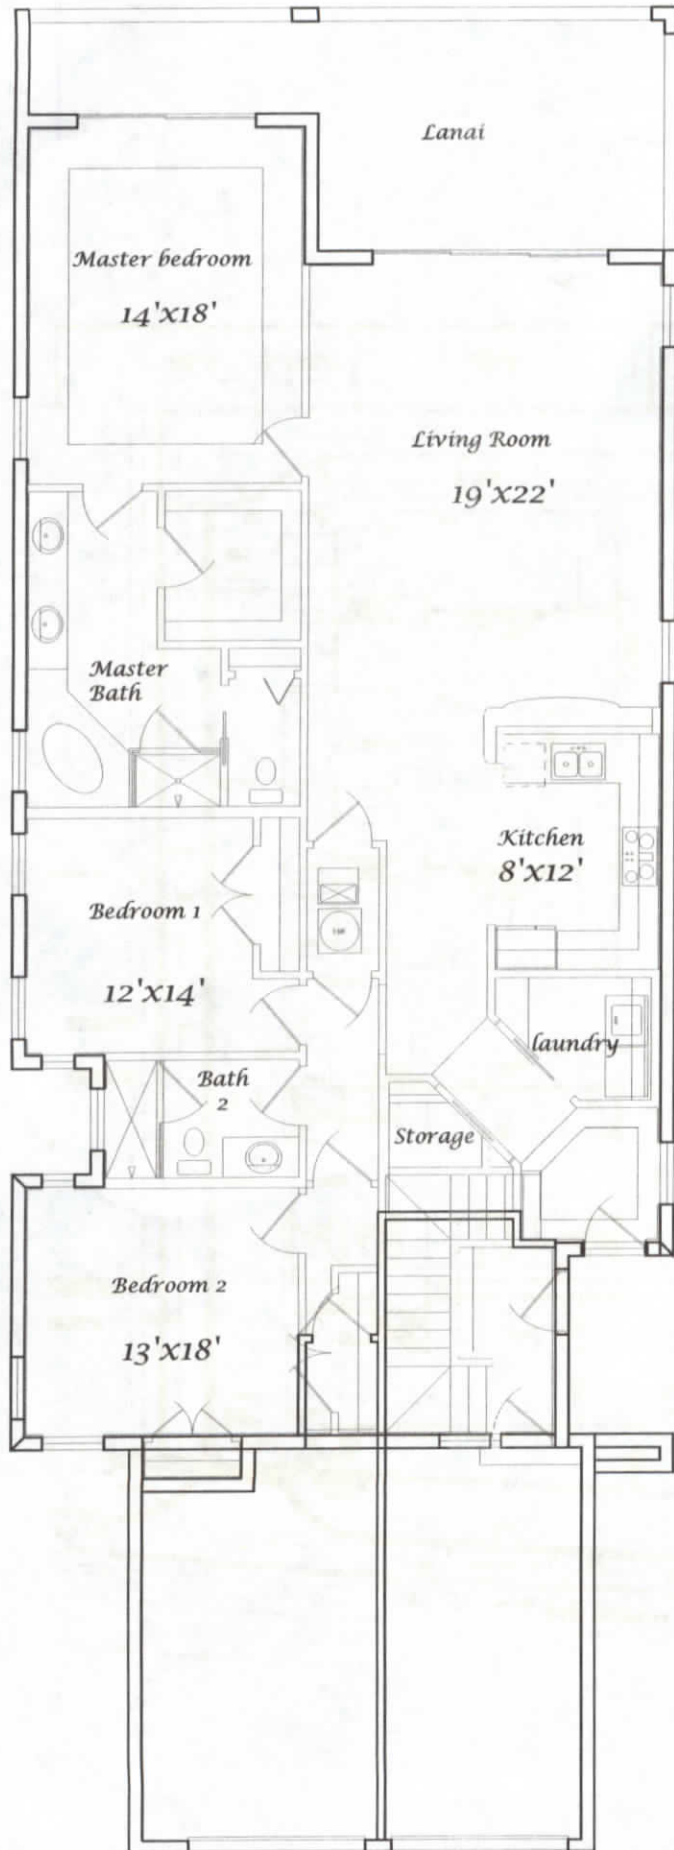 Lanai
Master bedroom
14'x18'
Living Room
19'x22'
Master
Bath
Kitchen
8'x12'
Bedroom 1
12'x14'
laundry
Bath
2
Storage
Bedroom 2
13'x18'